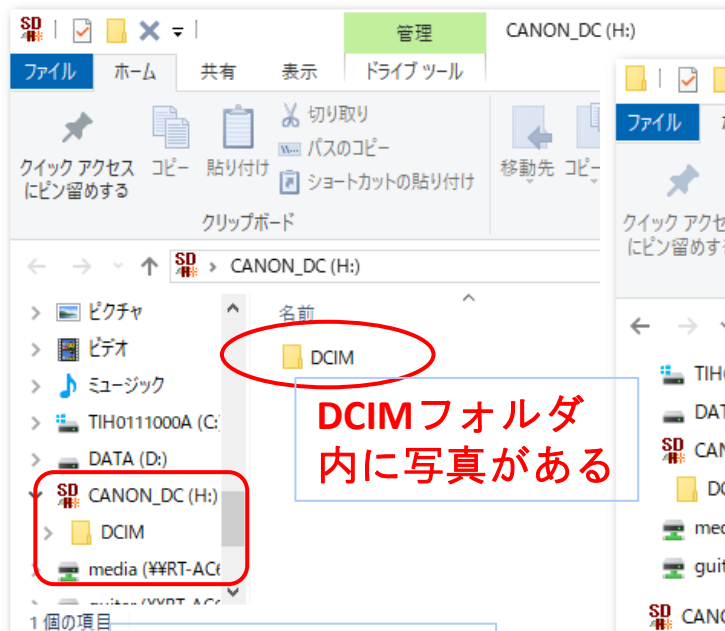 管理
CANON_DC (H:)
ファイル
ホーム
共有
表示
ドライブ ツール
クイック アクセス
にピン留めする
コピー
貼り付け
切り取り
パスのコピー
ショートカットの貼り付け
移動先
コピー
クリップボード
CANON_DC (H:)
ピクチャ
ビデオ
ミュージック
TIH0111000A (C:
DATA (D:)
CANON_DC (H:)
DCIM
media (¥¥RT-AC6
1 個の項目
名前
DCIM
DCIMフォルダ
内に写真がある
ファイル
クイック アクセ
にピン留めす
TIH
DAT
CAN
DC
med
guit
CANO